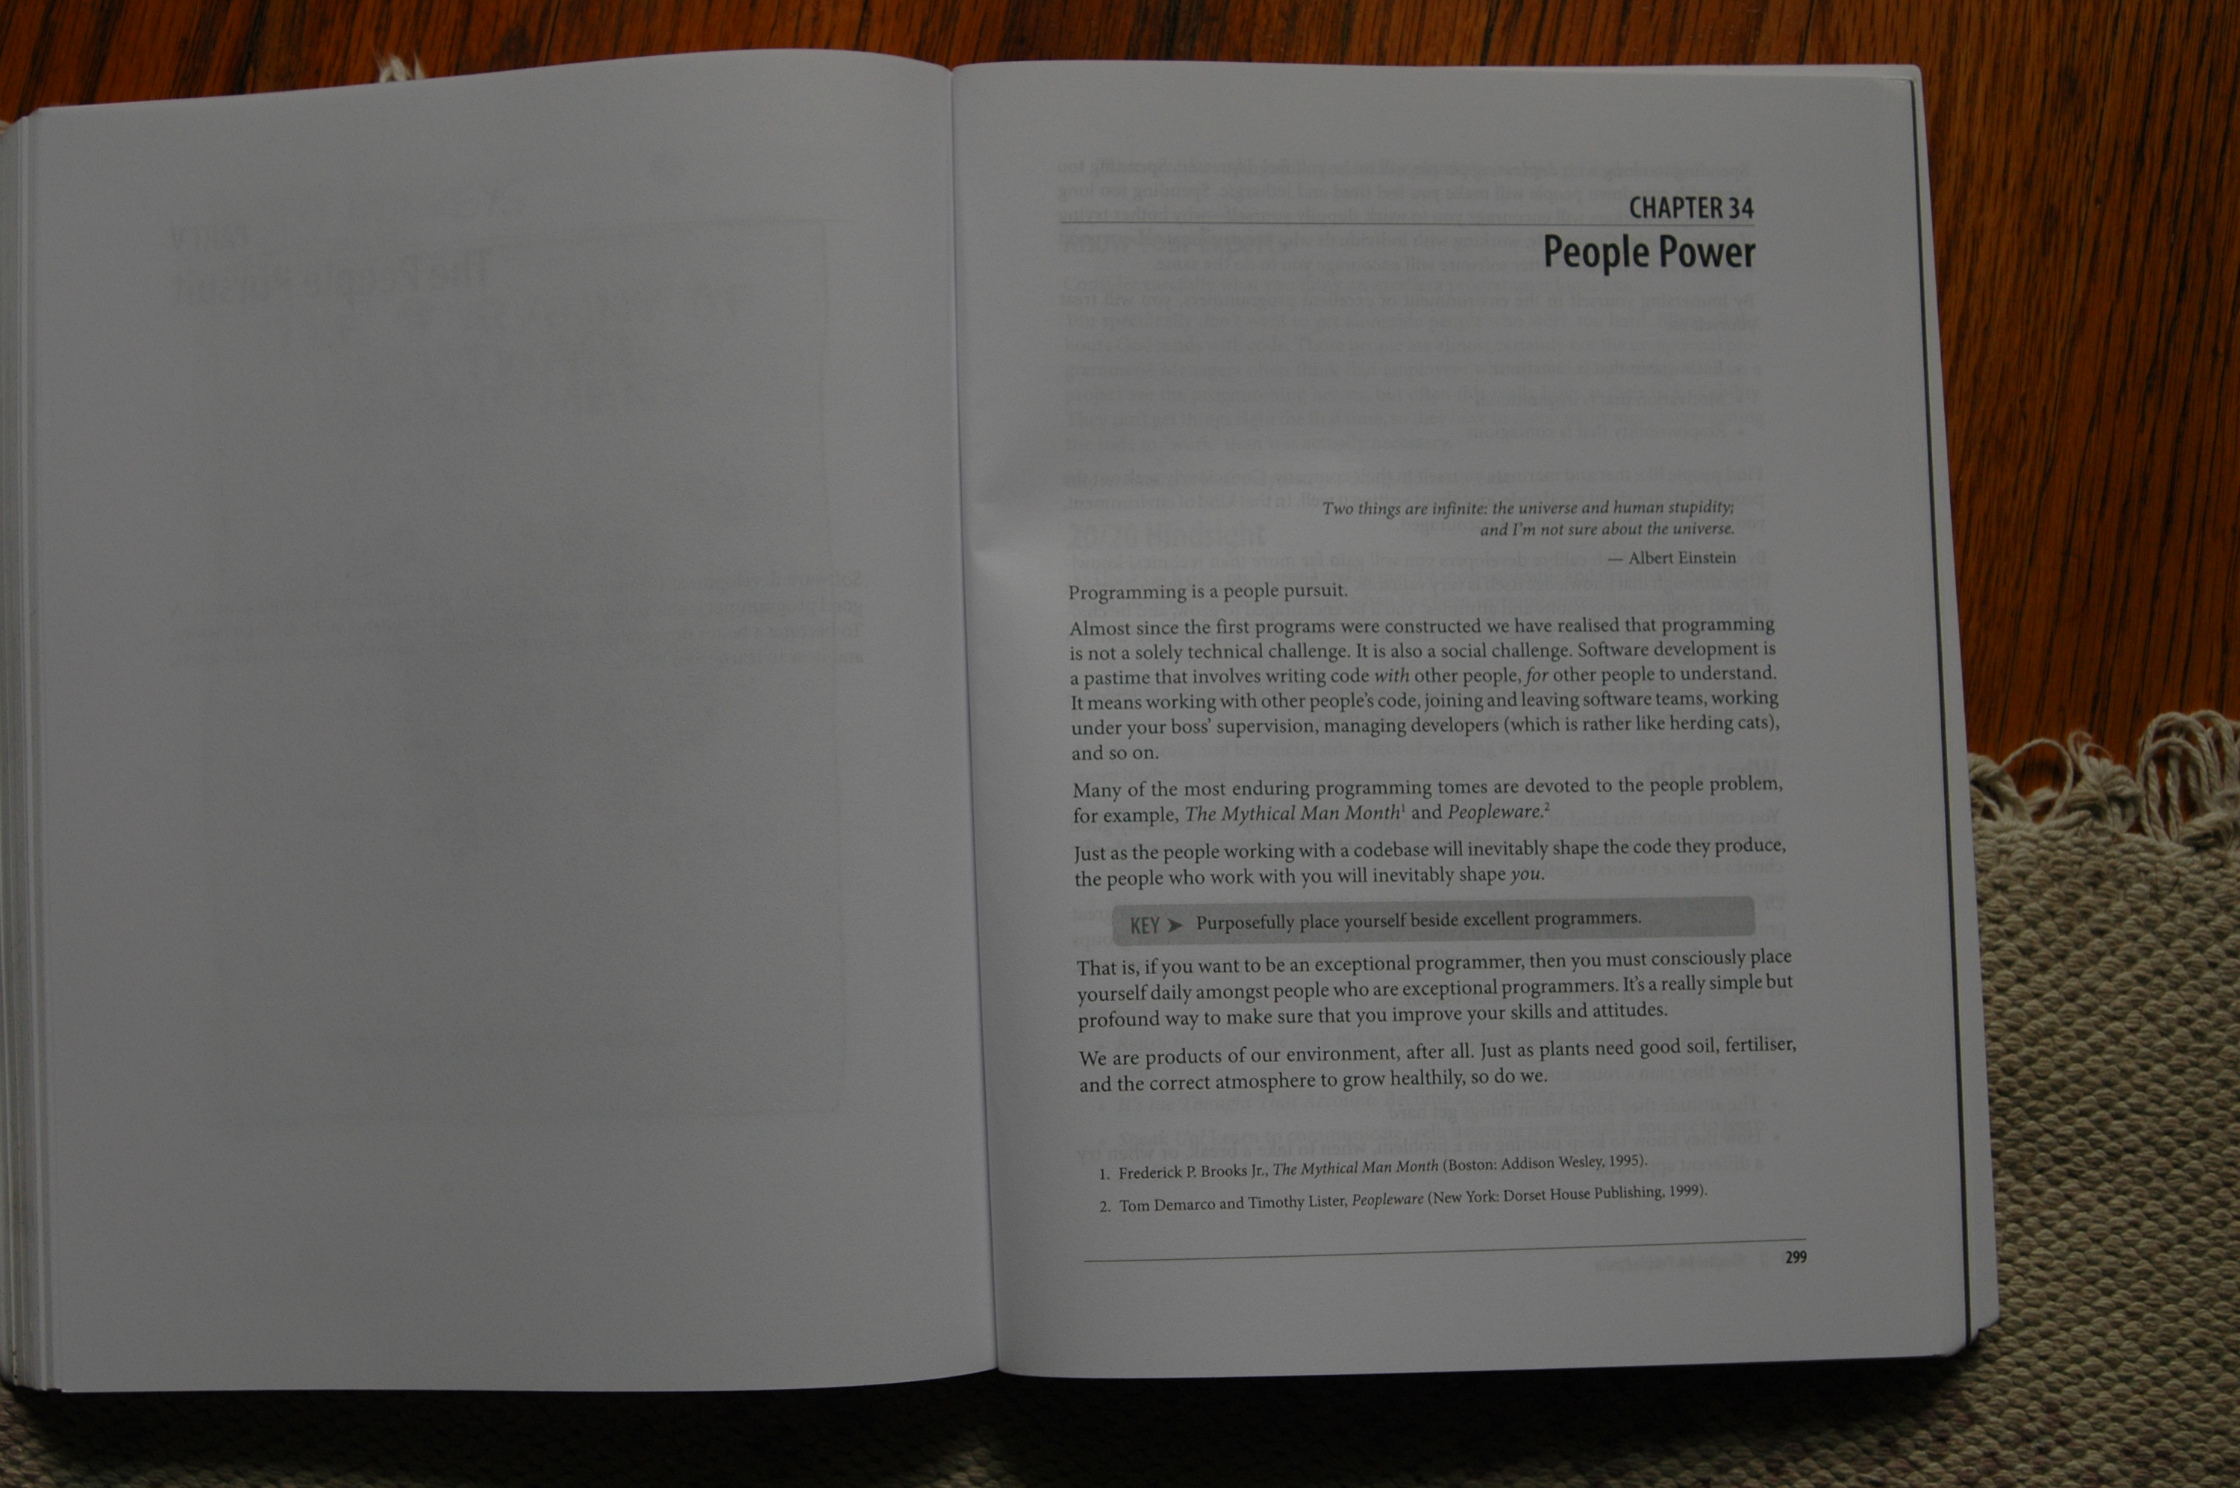 CHAPTER 34
People Power
Two things are infinite: the universe and human stupidity;
and I'm not sure about the universe.
— Albert Einstein
Programming is a people pursuit.
Almost since the first programs were constructed we have realised that programming
is not a solely technical challenge. It is also a social challenge. Software development is
a pastime that involves writing code with other people, for other people to understand.
It means working with other people's code, joining and leaving software teams, working
under your boss' supervision, managing developers (which is rather like herding cats),
and so on.
Many of the most enduring programming tomes are devoted to the people problem,
for example, The Mythical Man Month¹ and Peopleware.²
Just as the people working with a codebase will inevitably shape the code they produce,
the people who work with you will inevitably shape you.
KEY ➤ Purposefully place yourself beside excellent programmers.
That is, if you want to be an exceptional programmer, then you must consciously place
yourself daily amongst people who are exceptional programmers. It's a really simple but
profound way to make sure that you improve your skills and attitudes.
We are products of our environment, after all. Just as plants need good soil, fertiliser,
and the correct atmosphere to grow healthily, so do we.
1. Frederick P. Brooks Jr., The Mythical Man Month (Boston: Addison Wesley, 1995).
2. Tom Demarco and Timothy Lister, Peopleware (New York: Dorset House Publishing, 1999).
299